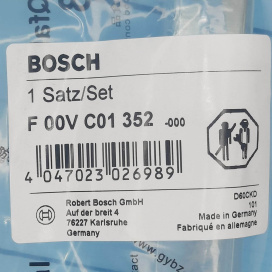 BOSCH
1 Satz/Set
F 00V C01 352 -000
4 047023 026989
D60CKD
101
Robert Bosch GmbH
Auf der breit 4
76227 Karlsruhe
Germany
Made in Germany
Fabriqué en allemagne